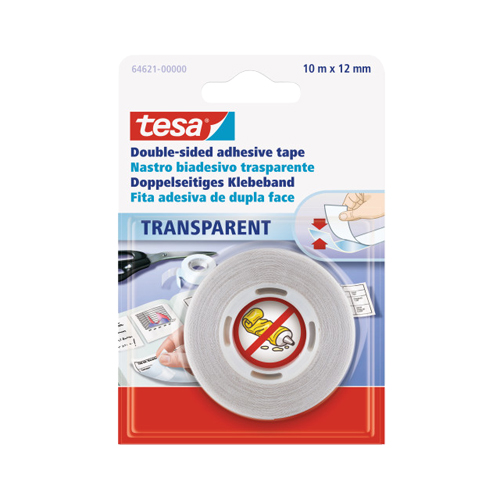 64621-00000
10 m x 12 mm
tesa
Double-sided adhesive tape
Nastro biadesivo trasparente
Doppelseitiges Klebeband
Fita adesiva de dupla face
TRANSPARENT